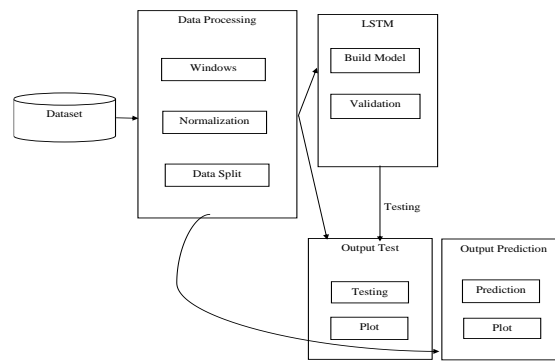 Data Processing
Windows
Normalization
Data Split
Dataset
LSTM
Build Model
Validation
Testing
Output Test
Testing
Plot
Output Prediction
Prediction
Plot